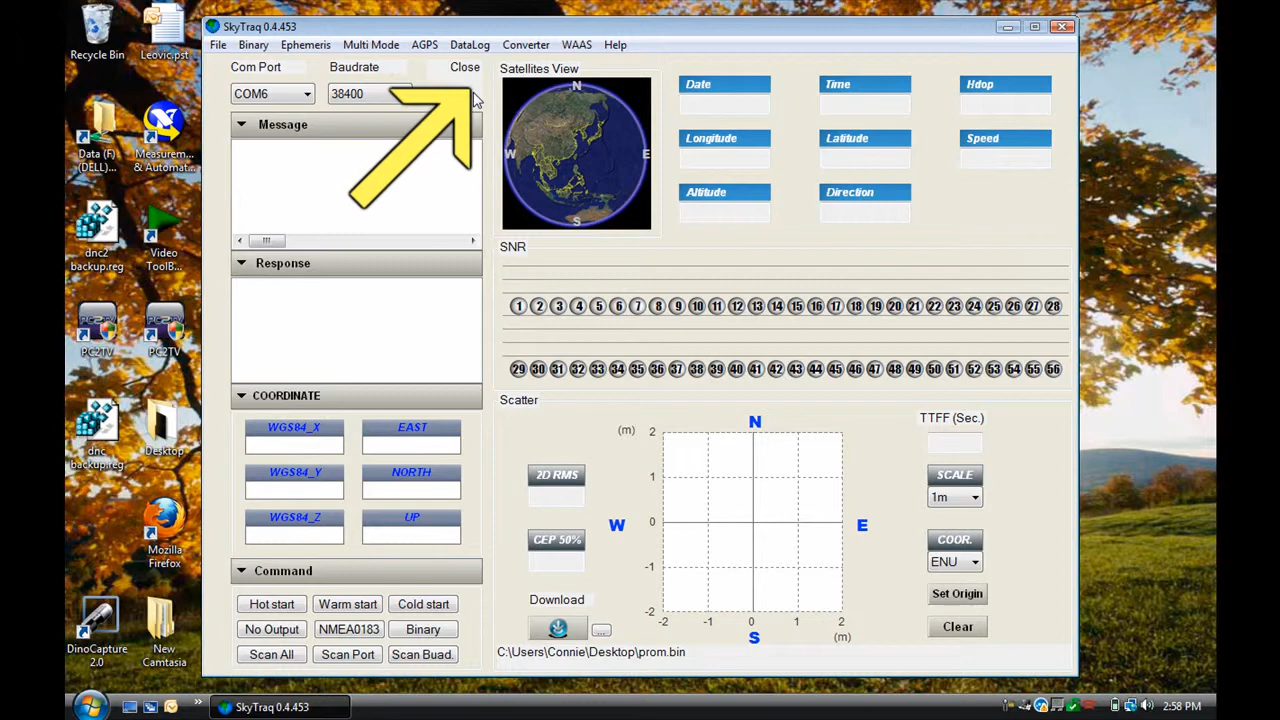 Recycle Bin
Leovic.pst
Data (F)
(DELL)...
Measurem...
& Automat...
dnc2
backup.reg
Video
ToolB...
PC2TV
PC2TV
dnc
backup.reg
Desktop
Mozilla
Firefox
DinoCapture
2.0
New
Camtasia
SkyTraq 0.4.453
File Binary Ephemeris Multi Mode AGPS DataLog Converter WAAS Help
Com Port Baudrate Close
COM6 38400
Message
Response
COORDINATE
WGS84_X EAST
WGS84_Y NORTH
WGS84_Z UP
Command
Hot start Warm start Cold start
No Output NMEA0183 Binary
Scan All Scan Port Scan Buad.
Satellites View
N
W E
S
Date Time Hdop
Longitude Latitude Speed
Altitude Direction
SNR
1 2 3 4 5 6 7 8 9 10 11 12 13 14 15 16 17 18 19 20 21 22 23 24 25 26 27 28
29 30 31 32 33 34 35 36 37 38 39 40 41 42 43 44 45 46 47 48 49 50 51 52 53 54 55 56
Scatter
N
(m) 2
1
W 0 E
-1
-2
-2 -1 0 1 2
S (m)
2D RMS
CEP 50%
Download
...
TTFF (Sec.)
SCALE
1m
COOR.
ENU
Set Origin
Clear
C:\Users\Connie\Desktop\prom.bin
SkyTraq 0.4.453
2:58 PM